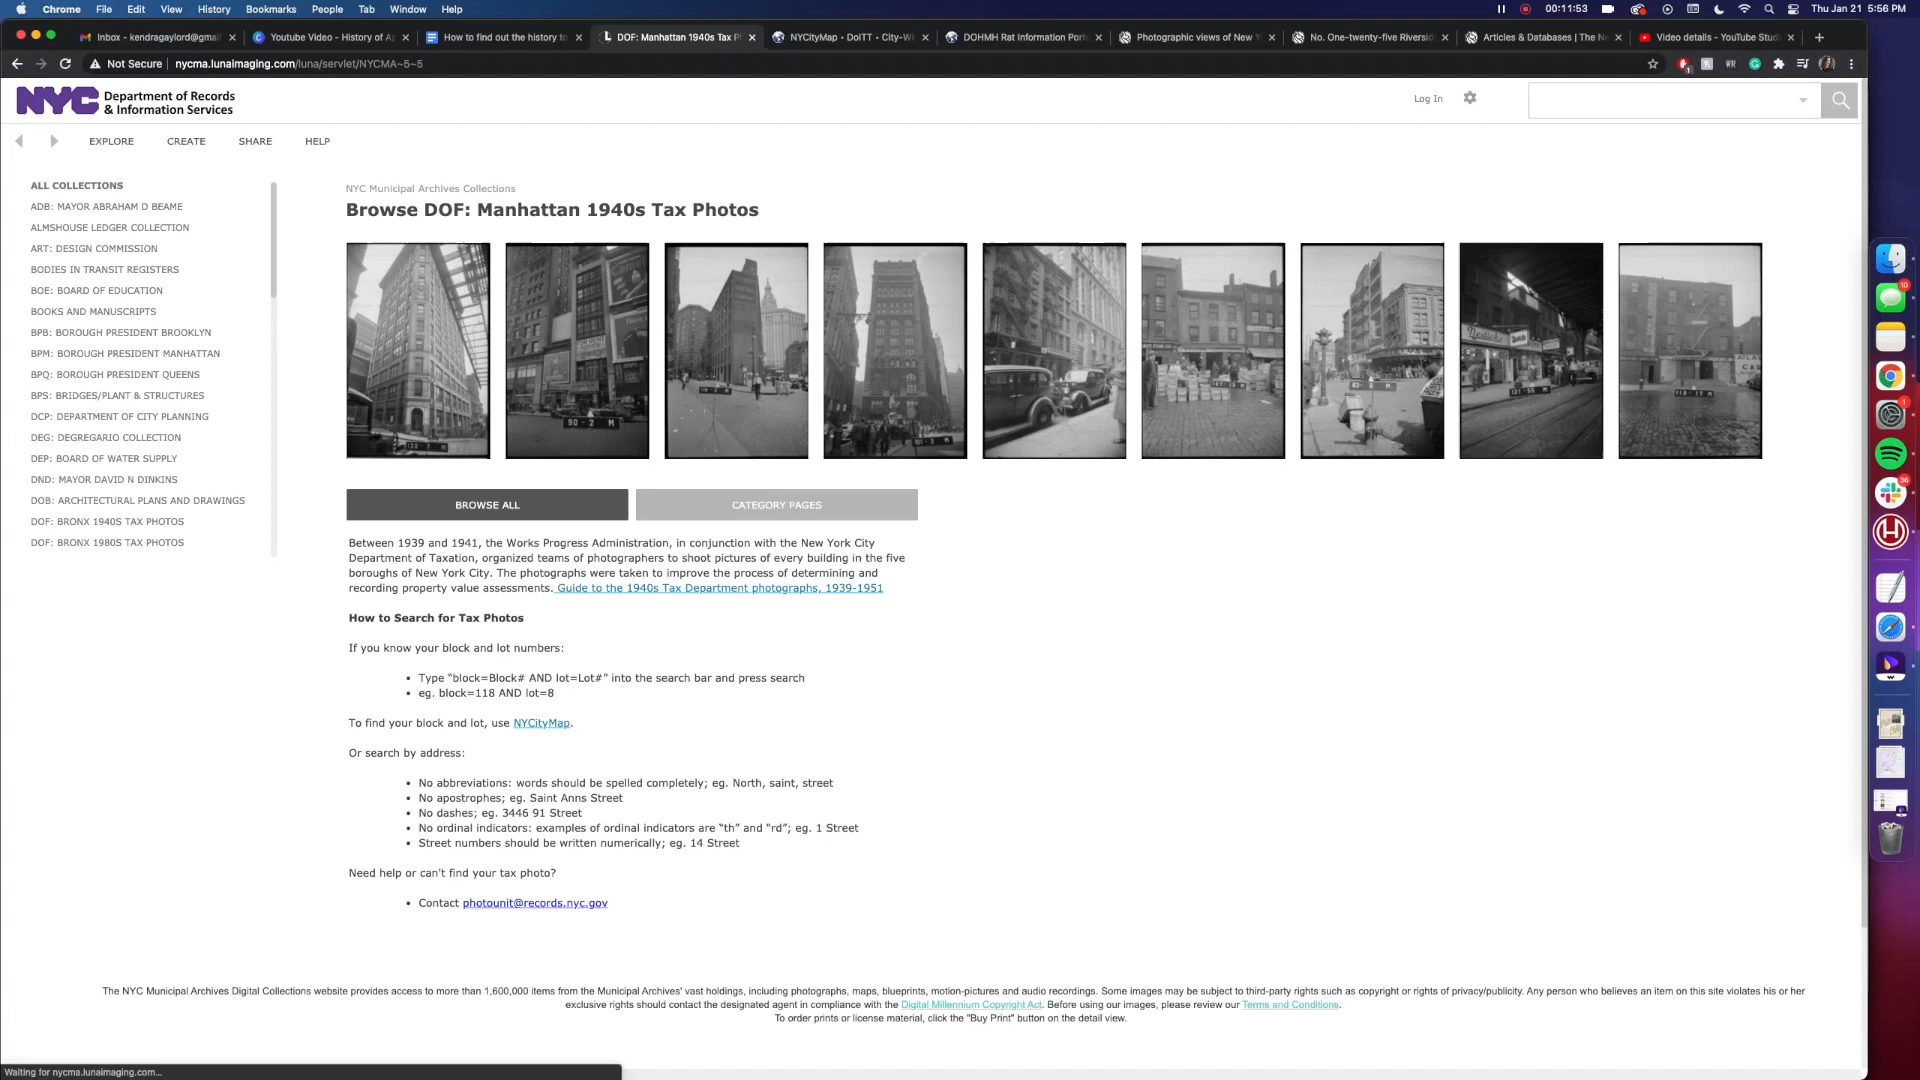 Chrome File Edit View History Bookmarks People Tab Window Help 00:11:53 Thu Jan 21 5:56 PM
Inbox - kendragaylord@gmail Youtube Video - History of Ap How to find out the history to DOF: Manhattan 1940s Tax P NYCityMap • DoITT • City-Wi DOHMH Rat Information Port Photographic views of New Y No. One-twenty-five Riversid Articles & Databases | The Ne Video details - YouTube Studi
Not Secure nycma.lunaimaging.com/luna/servlet/NYCMA~5~5
NYC Department of Records
& Information Services
Log In
EXPLORE CREATE SHARE HELP
ALL COLLECTIONS
ADB: MAYOR ABRAHAM D BEAME
ALMSHOUSE LEDGER COLLECTION
ART: DESIGN COMMISSION
BODIES IN TRANSIT REGISTERS
BOE: BOARD OF EDUCATION
BOOKS AND MANUSCRIPTS
BPB: BOROUGH PRESIDENT BROOKLYN
BPM: BOROUGH PRESIDENT MANHATTAN
BPQ: BOROUGH PRESIDENT QUEENS
BPS: BRIDGES/PLANT & STRUCTURES
DCP: DEPARTMENT OF CITY PLANNING
DEG: DEGREGARIO COLLECTION
DEP: BOARD OF WATER SUPPLY
DND: MAYOR DAVID N DINKINS
DOB: ARCHITECTURAL PLANS AND DRAWINGS
DOF: BRONX 1940S TAX PHOTOS
DOF: BRONX 1980S TAX PHOTOS
NYC Municipal Archives Collections
Browse DOF: Manhattan 1940s Tax Photos
90 - 2 M
BROWSE ALL CATEGORY PAGES
Between 1939 and 1941, the Works Progress Administration, in conjunction with the New York City
Department of Taxation, organized teams of photographers to shoot pictures of every building in the five
boroughs of New York City. The photographs were taken to improve the process of determining and
recording property value assessments. Guide to the 1940s Tax Department photographs, 1939-1951
How to Search for Tax Photos
If you know your block and lot numbers:
• Type “block=Block# AND lot=Lot#” into the search bar and press search
• eg. block=118 AND lot=8
To find your block and lot, use NYCityMap.
Or search by address:
• No abbreviations: words should be spelled completely; eg. North, saint, street
• No apostrophes; eg. Saint Anns Street
• No dashes; eg. 3446 91 Street
• No ordinal indicators: examples of ordinal indicators are “th” and “rd”; eg. 1 Street
• Street numbers should be written numerically; eg. 14 Street
Need help or can't find your tax photo?
• Contact photounit@records.nyc.gov
The NYC Municipal Archives Digital Collections website provides access to more than 1,600,000 items from the Municipal Archives' vast holdings, including photographs, maps, blueprints, motion-pictures and audio recordings. Some images may be subject to third-party rights such as copyright or rights of privacy/publicity. Any person who believes an item on this site violates his or her
exclusive rights should contact the designated agent in compliance with the Digital Millennium Copyright Act. Before using our images, please review our Terms and Conditions.
To order prints or license material, click the "Buy Print" button on the detail view.
Waiting for nycma.lunaimaging.com...